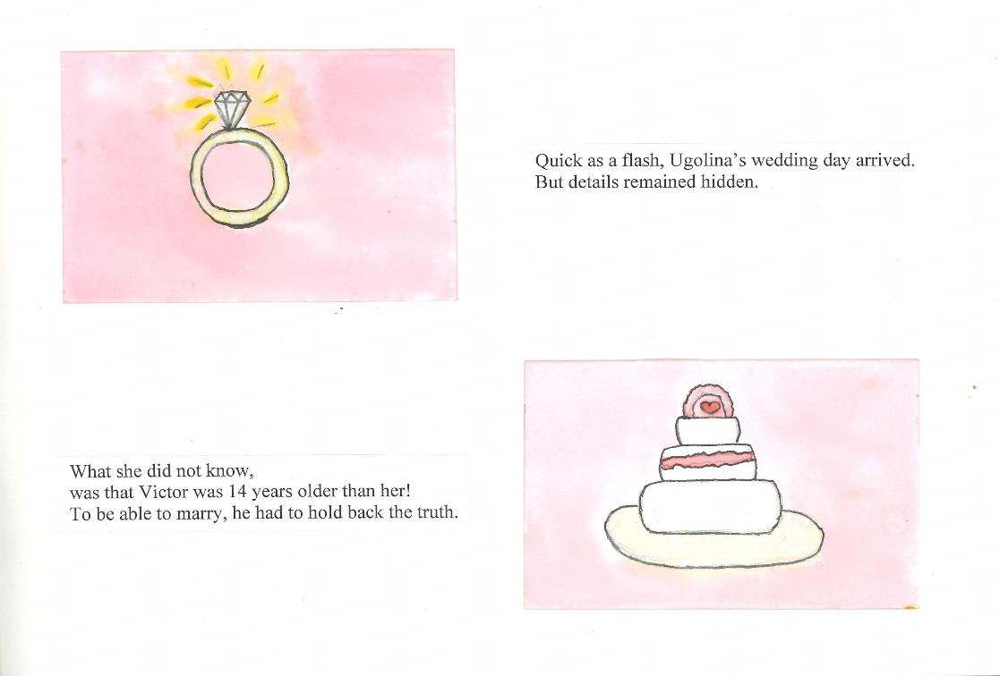 Quick as a flash, Ugolina’s wedding day arrived.
But details remained hidden.
What she did not know,
was that Victor was 14 years older than her!
To be able to marry, he had to hold back the truth.